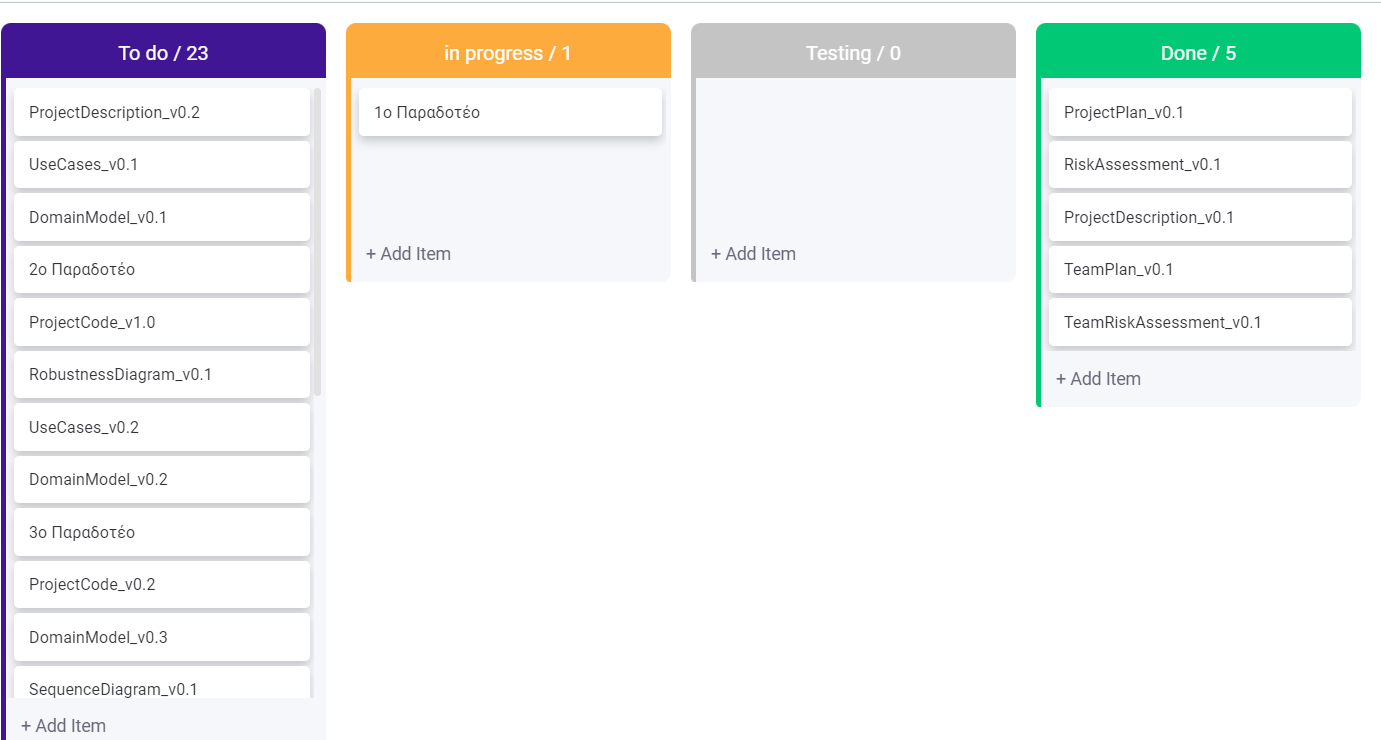 To do / 23
ProjectDescription_v0.2
UseCases_v0.1
DomainModel_v0.1
2ο Παραδοτέο
ProjectCode_v1.0
RobustnessDiagram_v0.1
UseCases_v0.2
DomainModel_v0.2
3ο Παραδοτέο
ProjectCode_v0.2
DomainModel_v0.3
SequenceDiagram_v0.1
+ Add Item
in progress / 1
1ο Παραδοτέο
+ Add Item
Testing / 0
+ Add Item
Done / 5
ProjectPlan_v0.1
RiskAssessment_v0.1
ProjectDescription_v0.1
TeamPlan_v0.1
TeamRiskAssessment_v0.1
+ Add Item